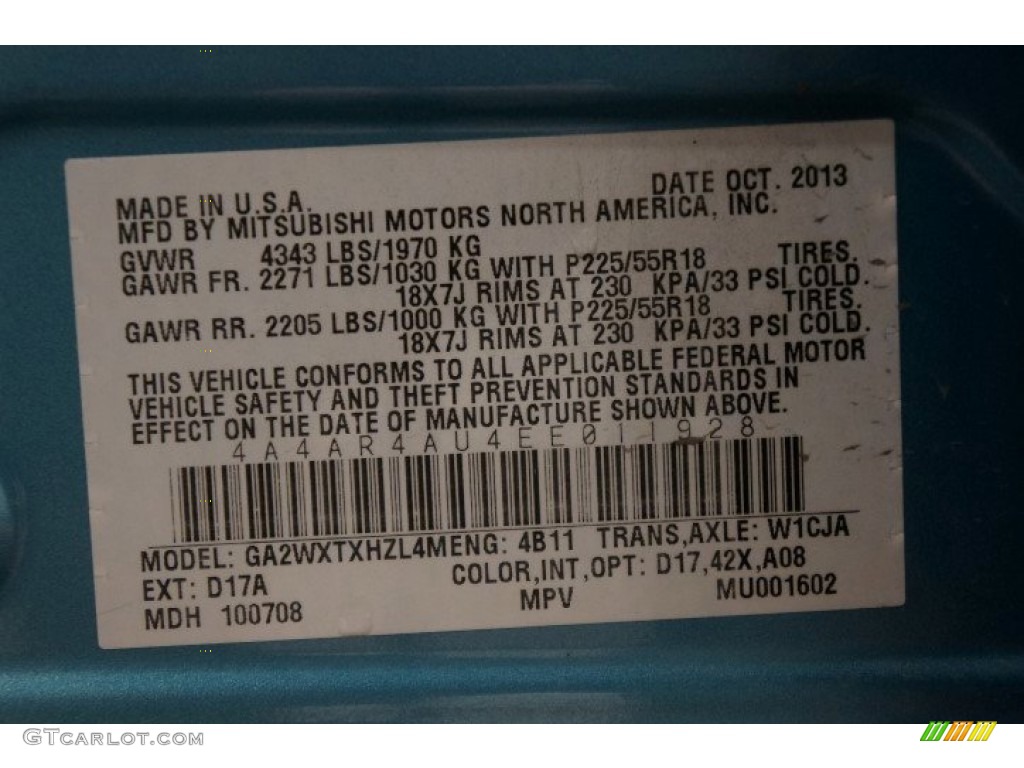 DATE OCT. 2013
MADE IN U.S.A.
MFD BY MITSUBISHI MOTORS NORTH AMERICA, INC.
GVWR 4343 LBS/1970 KG
GAWR FR. 2271 LBS/1030 KG WITH P225/55R18 TIRES.
18X7J RIMS AT 230 KPA/33 PSI COLD.
GAWR RR. 2205 LBS/1000 KG WITH P225/55R18 TIRES.
18X7J RIMS AT 230 KPA/33 PSI COLD.
THIS VEHICLE CONFORMS TO ALL APPLICABLE FEDERAL MOTOR
VEHICLE SAFETY AND THEFT PREVENTION STANDARDS IN
EFFECT ON THE DATE OF MANUFACTURE SHOWN ABOVE.
4A4AR4AU4EE011928
MODEL: GA2WXTXHZL4MENG: 4B11 TRANS,AXLE: W1CJA
EXT: D17A COLOR,INT,OPT: D17,42X,A08
MDH 100708 MPV MU001602
GTCARLOT.COM